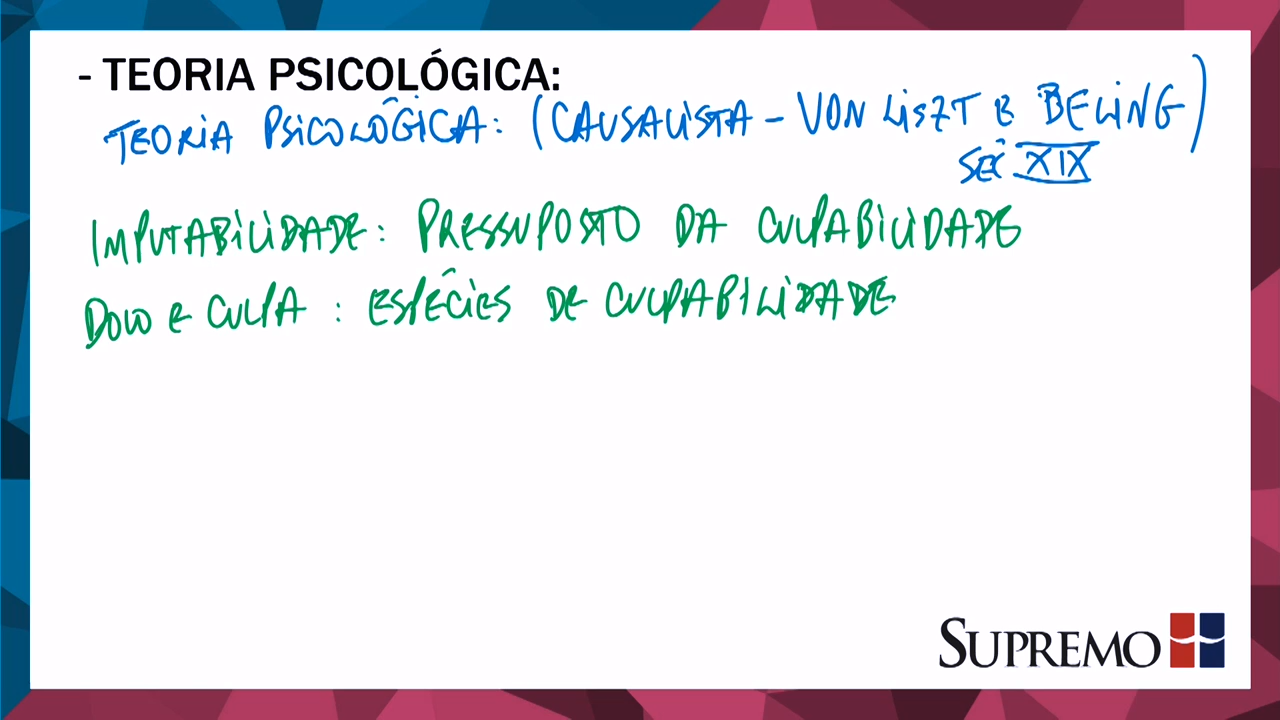 - TEORIA PSICOLÓGICA:
TEORIA PSICOLÓGICA: (CAUSALISTA - VON LISZT E BELING)
SÉC XIX
IMPUTABILIDADE: PRESSUPOSTO DA CULPABILIDADE
DOLO E CULPA : ESPÉCIES DE CULPABILIDADE
SUPREMO